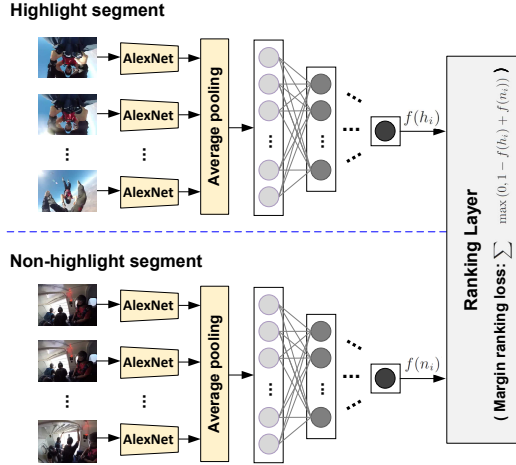 Highlight segment
AlexNet
AlexNet
...
...
AlexNet
Average pooling
...
...
...
...
...
f(h_i)
Non-highlight segment
AlexNet
AlexNet
...
...
AlexNet
Average pooling
...
...
...
...
...
f(n_i)
Ranking Layer
( Margin ranking loss: ∑ max (0, 1 − f(h_i) + f(n_i)) )